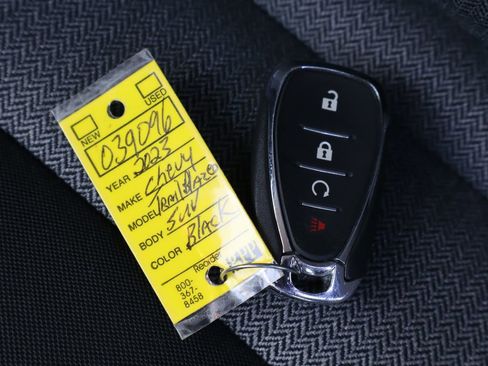 NEW
USED
039096
YEAR 2023
MAKE Chevy
MODEL TrailBlazer
BODY SUV
COLOR Black
Reorder
800-
367-
8458